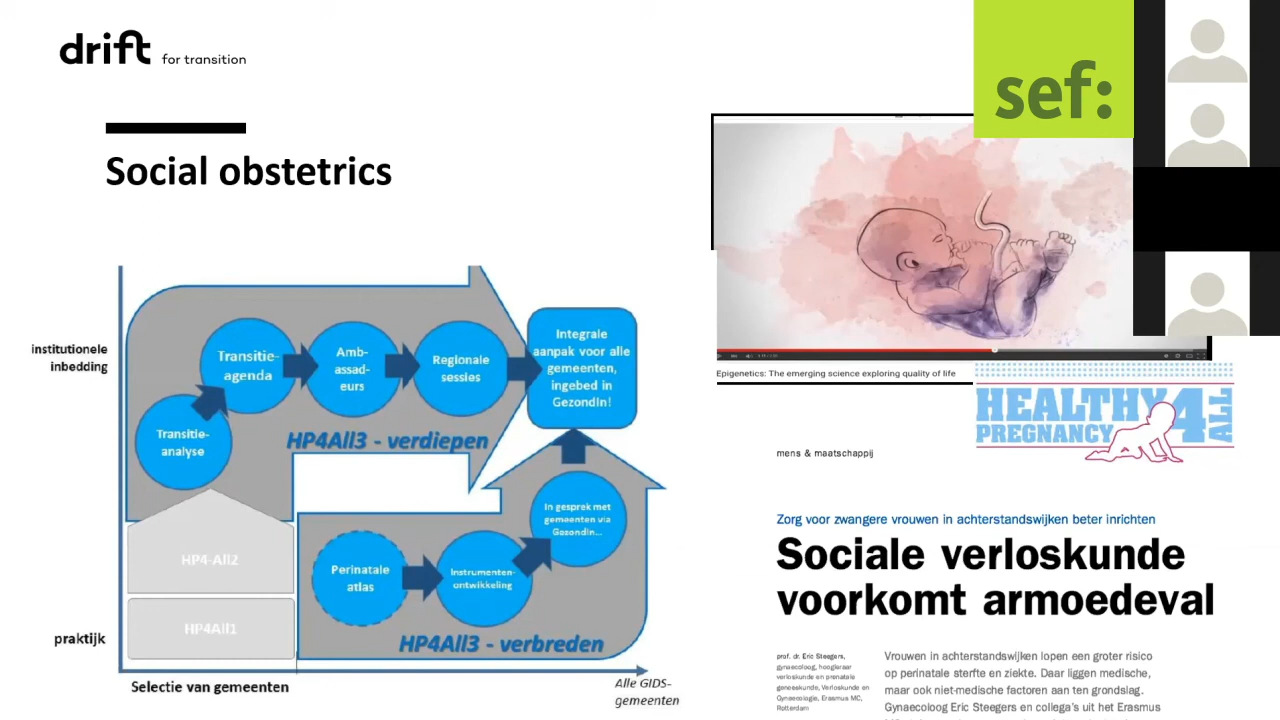 drift for transition
sef:
Social obstetrics
institutionele
inbedding
Transitie-
agenda
Amb-
assad-
eurs
Regionale
sessies
Integrale
aanpak voor alle
gemeenten,
ingebed in
GezondIn!
Transitie-
analyse
HP4All3 - verdiepen
In gesprek met
gemeenten via
GezondIn...
HP4-All2
Perinatale
atlas
Instrumenten-
ontwikkeling
HP4All1
praktijk
HP4All3 - verbreden
Selectie van gemeenten
Alle GIDS-
gemeenten
Epigenetics: The emerging science exploring quality of life
HEALTHY
PREGNANCY
4
ALL
mens & maatschappij
Zorg voor zwangere vrouwen in achterstandswijken beter inrichten
Sociale verloskunde
voorkomt armoedeval
prof. dr. Eric Steegers,
gynaecoloog, hoogleraar
verloskunde en prenatale
geneeskunde, Verloskunde en
Gynaecologie, Erasmus MC,
Rotterdam
Vrouwen in achterstandswijken lopen een groter risico
op perinatale sterfte en ziekte. Daar liggen medische,
maar ook niet-medische factoren aan ten grondslag.
Gynaecoloog Eric Steegers en collega's uit het Erasmus